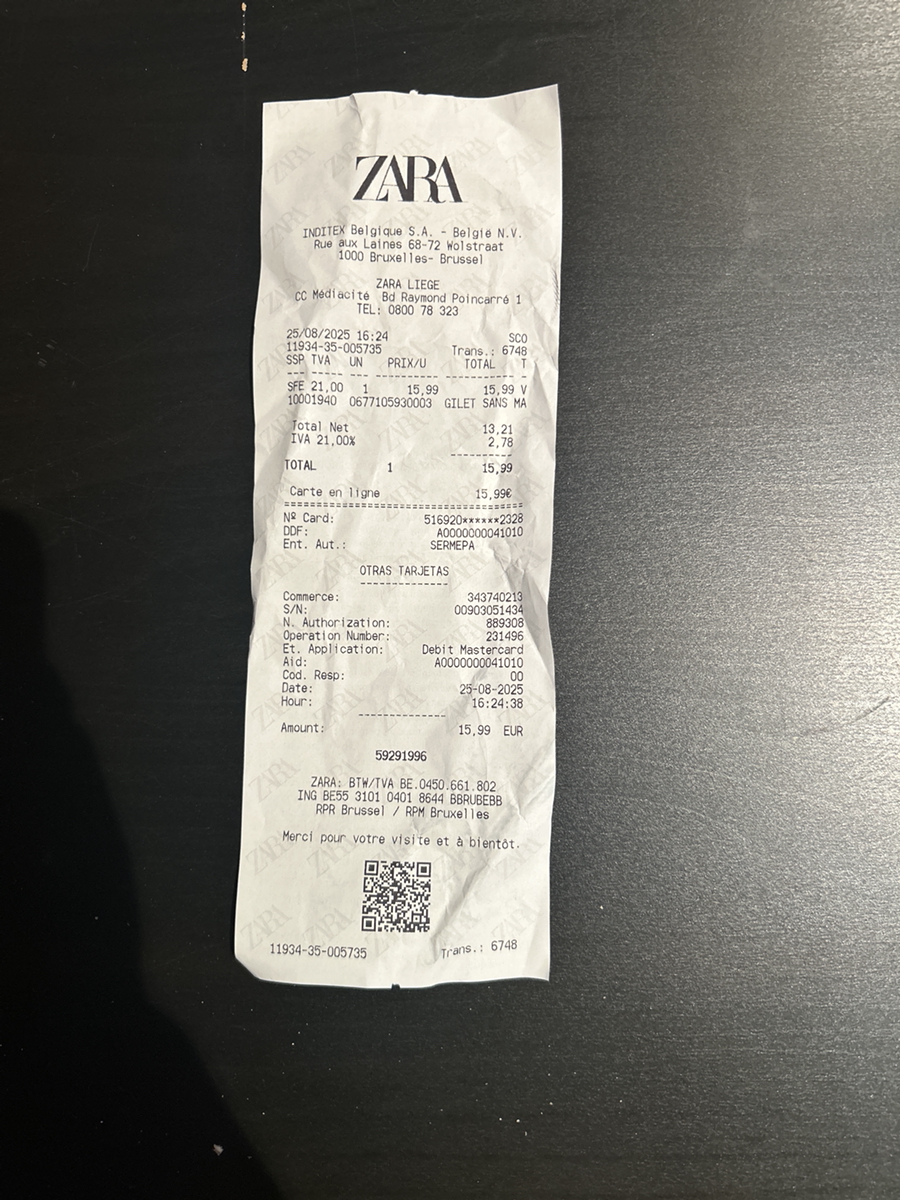 ZARA
INDITEX Belgique S.A. - België N.V.
Rue aux Laines 68-72 Wolstraat
1000 Bruxelles- Brussel
ZARA LIEGE
CC Médiacité Bd Raymond Poincarré 1
TEL: 0800 78 323
25/08/2025 16:24 SCO
11934-35-005735 Trans.: 6748
SSP TVA UN PRIX/U TOTAL T
--- ------ --- ---------- ---------- -
SFE 21,00 1 15,99 15,99 V
10001940 0677105930003 GILET SANS MA
Total Net 13,21
IVA 21,00% 2,78
----------
TOTAL 1 15,99
Carte en ligne 15,99€
======================================
Nº Card: 516920******2328
DDF: A0000000041010
Ent. Aut.: SERMEPA
OTRAS TARJETAS
--------------
Commerce: 343740213
S/N: 00903051434
N. Authorization: 889308
Operation Number: 231496
Et. Application: Debit Mastercard
Aid: A0000000041010
Cod. Resp: 00
Date: 25-08-2025
Hour: 16:24:38
--------------
Amount: 15,99 EUR
59291996
ZARA: BTW/TVA BE.0450.661.802
ING BE55 3101 0401 8644 BBRUBEBB
RPR Brussel / RPM Bruxelles
Merci pour votre visite et à bientôt.
11934-35-005735 Trans.: 6748